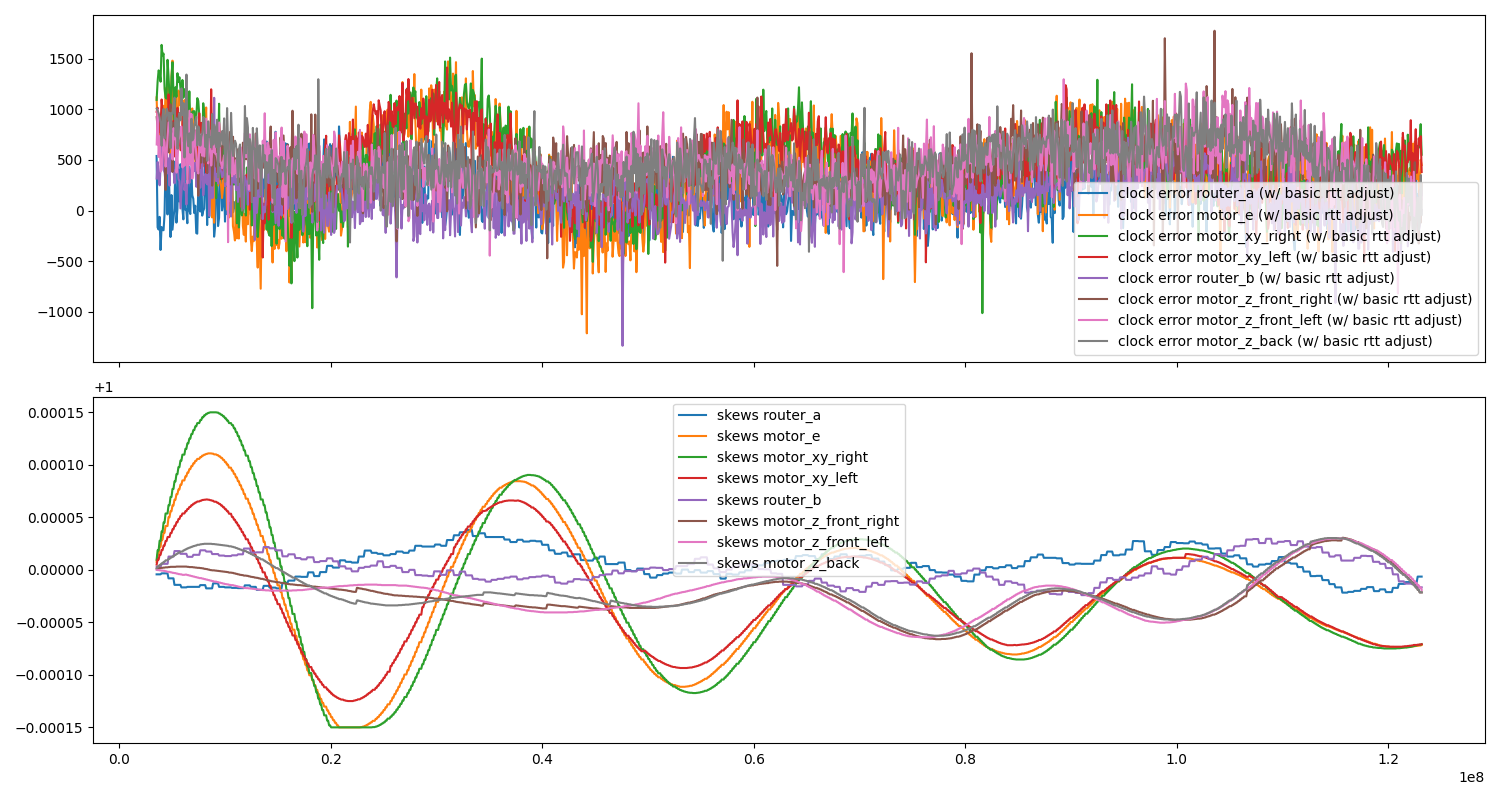 1500
1000
500
0
−500
−1000
clock error router_a (w/ basic rtt adjust)
clock error motor_e (w/ basic rtt adjust)
clock error motor_xy_right (w/ basic rtt adjust)
clock error motor_xy_left (w/ basic rtt adjust)
clock error router_b (w/ basic rtt adjust)
clock error motor_z_front_right (w/ basic rtt adjust)
clock error motor_z_front_left (w/ basic rtt adjust)
clock error motor_z_back (w/ basic rtt adjust)
+1
0.00015
0.00010
0.00005
0.00000
−0.00005
−0.00010
−0.00015
skews router_a
skews motor_e
skews motor_xy_right
skews motor_xy_left
skews router_b
skews motor_z_front_right
skews motor_z_front_left
skews motor_z_back
0.0 0.2 0.4 0.6 0.8 1.0 1.2
1e8